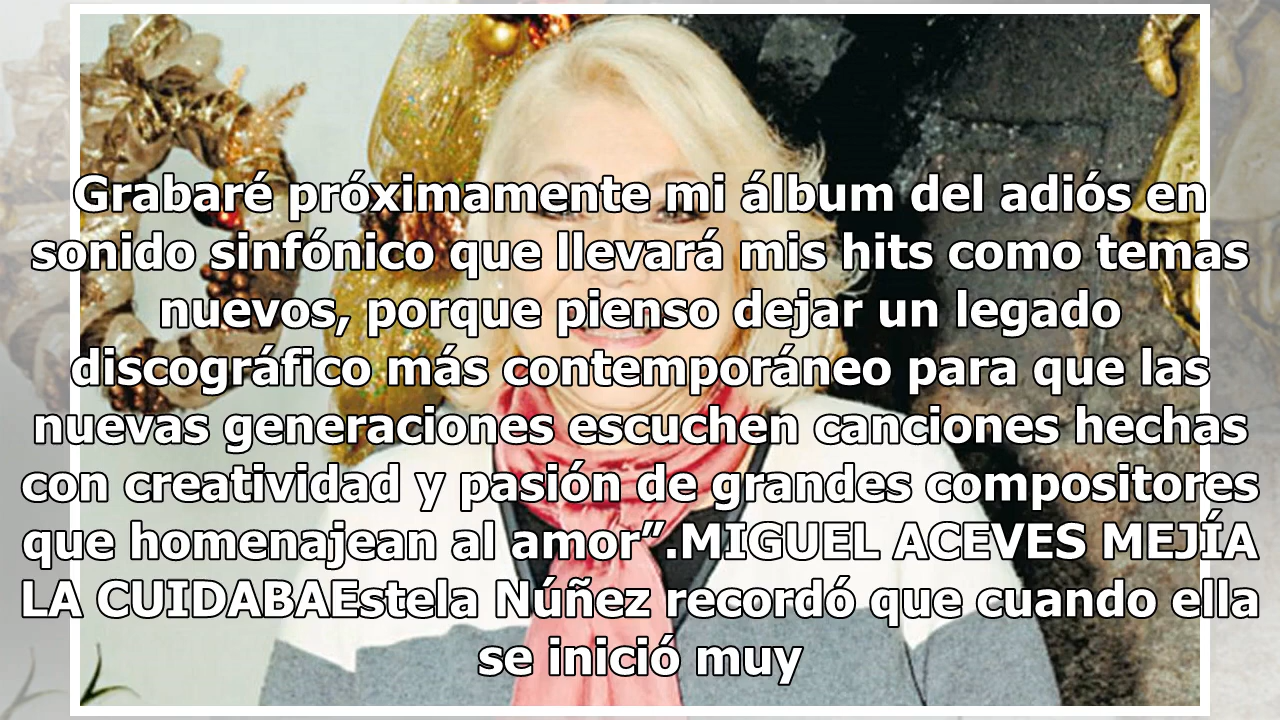 Grabaré próximamente mi álbum del adiós en
sonido sinfónico que llevará mis hits como temas
nuevos, porque pienso dejar un legado
discográfico más contemporáneo para que las
nuevas generaciones escuchen canciones hechas
con creatividad y pasión de grandes compositores
que homenajean al amor”.MIGUEL ACEVES MEJÍA
LA CUIDABAEstela Núñez recordó que cuando ella
se inició muy